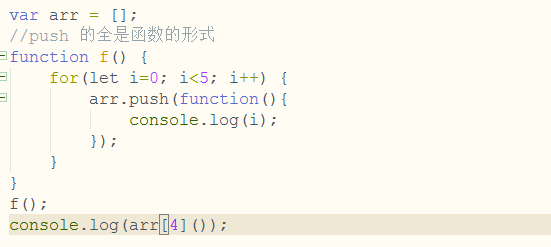 var arr = [];
//push 的全是函数的形式
function f() {
    for(let i=0; i<5; i++) {
        arr.push(function(){
            console.log(i);
        });
    }
}
f();
console.log(arr[4]());